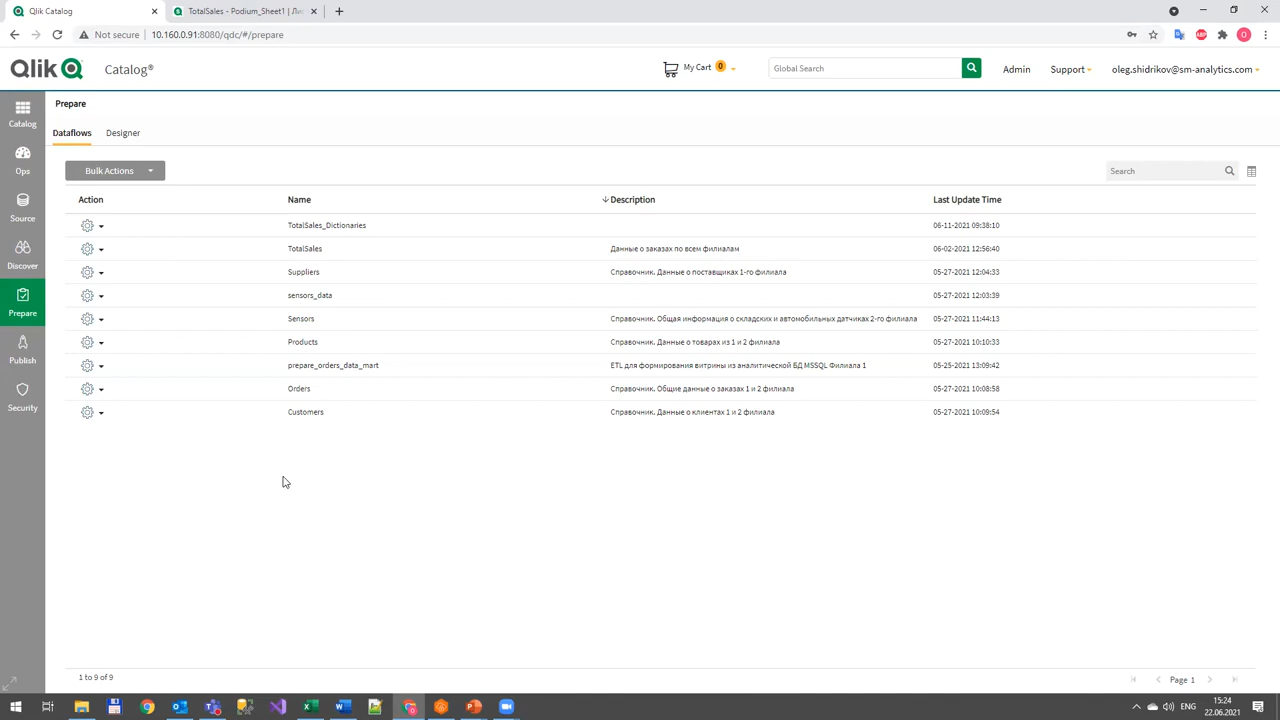 Qlik Catalog
TotalSales - Podium_Sheet1 | Ли
Not secure
10.160.0.91:8080/qdc/#/prepare
Qlik
Catalog®
My Cart 0
Global Search
Admin
Support
oleg.shidrikov@sm-analytics.com
Catalog
Ops
Source
Discover
Prepare
Publish
Security
Prepare
Dataflows
Designer
Bulk Actions
Search
Action Name Description Last Update Time
TotalSales_Dictionaries 06-11-2021 09:38:10
TotalSales Данные о заказах по всем филиалам 06-02-2021 12:56:40
Suppliers Справочник. Данные о поставщиках 1-го филиала 05-27-2021 12:04:33
sensors_data 05-27-2021 12:03:39
Sensors Справочник. Общая информация о складских и автомобильных датчиках 2-го филиала 05-27-2021 11:44:13
Products Справочник. Данные о товарах из 1 и 2 филиала 05-27-2021 10:10:33
prepare_orders_data_mart ETL для формирования витрины из аналитической БД MSSQL Филиала 1 05-25-2021 13:09:42
Orders Справочник. Общие данные о заказах 1 и 2 филиала 05-27-2021 10:08:58
Customers Справочник. Данные о клиентах 1 и 2 филиала 05-27-2021 10:09:54
1 to 9 of 9
Page 1
ENG
15:24
22.06.2021